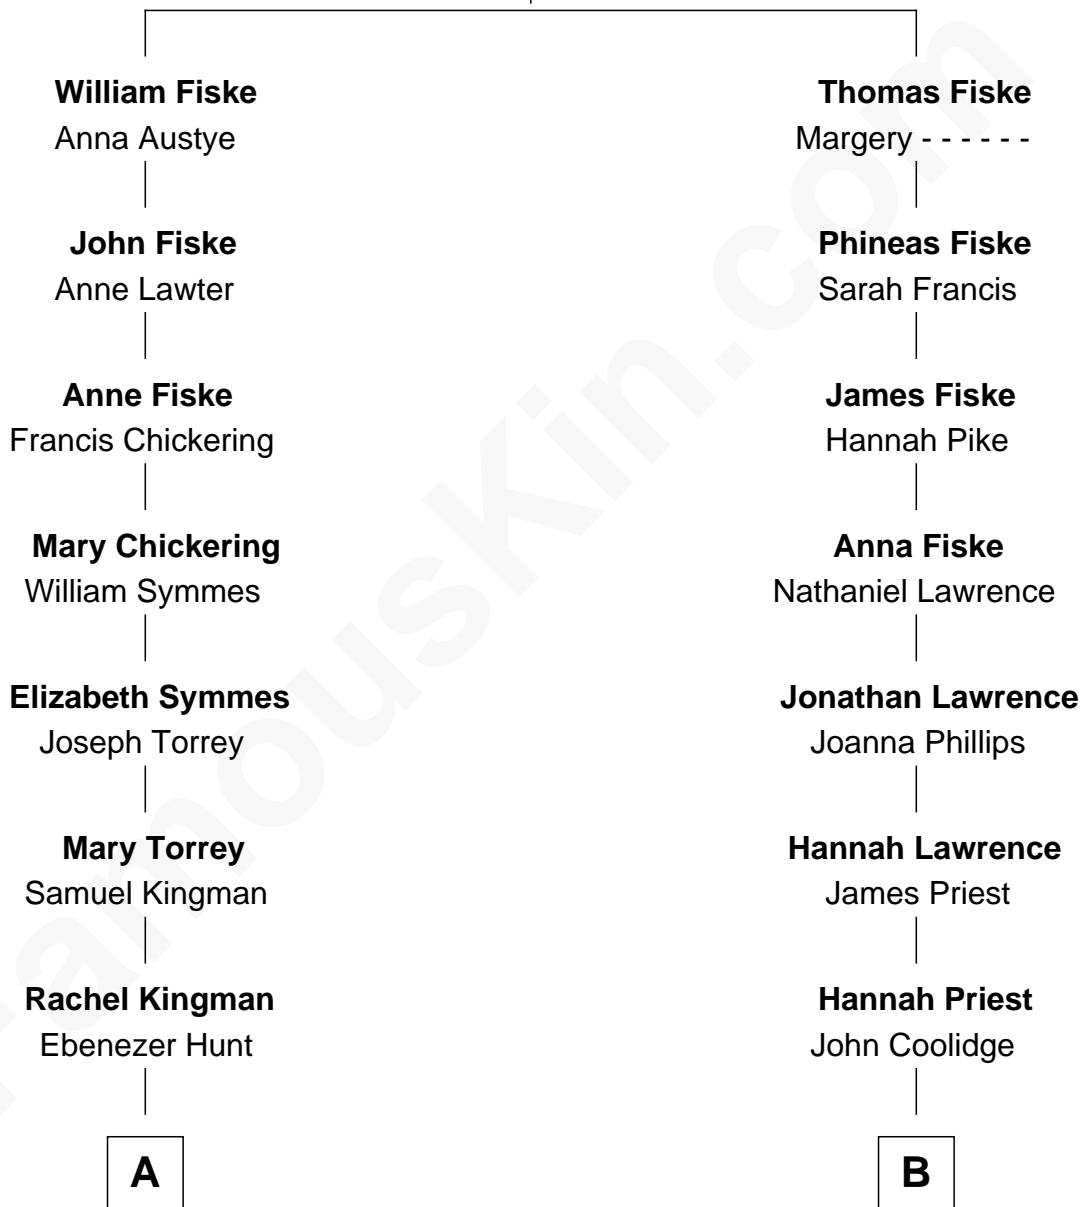 William Fiske
Anna Austye
John Fiske
Anne Lawter
Anne Fiske
Francis Chickering
Mary Chickering
William Symmes
Elizabeth Symmes
Joseph Torrey
Mary Torrey
Samuel Kingman
Rachel Kingman
Ebenezer Hunt
A
Thomas Fiske
Margery - - - - - -
Phineas Fiske
Sarah Francis
James Fiske
Hannah Pike
Anna Fiske
Nathaniel Lawrence
Jonathan Lawrence
Joanna Phillips
Hannah Lawrence
James Priest
Hannah Priest
John Coolidge
B
FamousKin.com